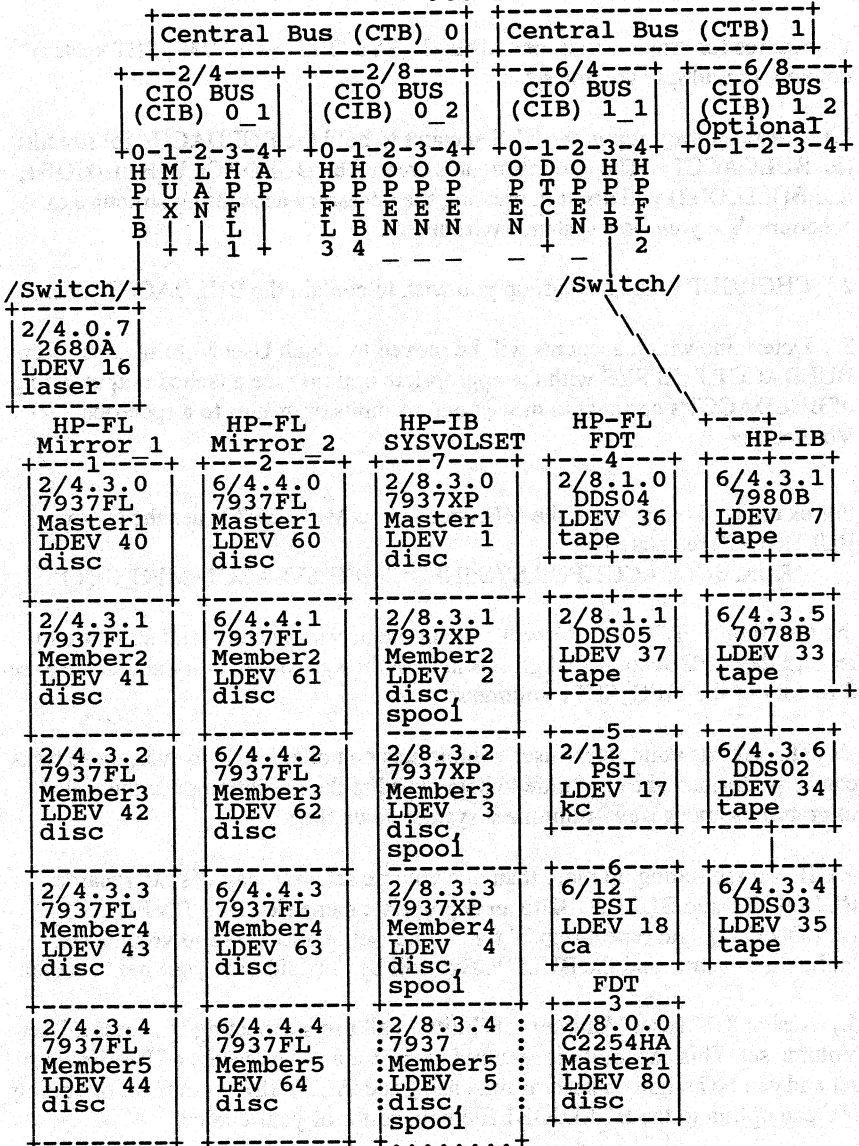 Central Bus (CTB) 0 Central Bus (CTB) 1
+---2/4---+ +---2/8---+ +---6/4---+ +---6/8---+
CIO BUS CIO BUS CIO BUS CIO BUS
(CIB) 0_1 (CIB) 0_2 (CIB) 1_1 (CIB) 1_2
Optional
+0-1-2-3-4+ +0-1-2-3-4+ +0-1-2-3-4+ +0-1-2-3-4+
H M L H A H H O O O O D O H H
P U A P P P P P P P P T P P P
I X N F F I E E E E C E I F
B L L B N N N N N B L
1 3 4 2
/Switch/ /Switch/
2/4.0.7
2680A
LDEV 16
laser
HP-FL HP-FL HP-IB HP-FL
Mirror_1 Mirror_2 SYSVOLSET FDT HP-IB
+---1---+ +---2---+ +---7---+ +---4---+
2/4.3.0 6/4.4.0 2/8.3.0 2/8.1.0 6/4.3.1
7937FL 7937FL 7937XP DDS04 7980B
Master1 Master1 Master1 LDEV 36 LDEV 7
LDEV 40 LDEV 60 LDEV 1 tape tape
disc disc disc
2/4.3.1 6/4.4.1 2/8.3.1 2/8.1.1 6/4.3.5
7937FL 7937FL 7937XP DDS05 7078B
Member2 Member2 Member2 LDEV 37 LDEV 33
LDEV 41 LDEV 61 LDEV 2 tape tape
disc disc disc,
spool
---5---
2/4.3.2 6/4.4.2 2/8.3.2 2/12 6/4.3.6
7937FL 7937FL 7937XP PSI DDS02
Member3 Member3 Member3 LDEV 17 LDEV 34
LDEV 42 LDEV 62 LDEV 3 kc tape
disc disc disc,
spool
---6---
2/4.3.3 6/4.4.3 2/8.3.3 6/12 6/4.3.4
7937FL 7937FL 7937XP PSI DDS03
Member4 Member4 Member4 LDEV 18 LDEV 35
LDEV 43 LDEV 63 LDEV 4 ca tape
disc disc disc,
spool
FDT
---3---
2/4.3.4 6/4.4.4 2/8.3.4 2/8.0.0
7937FL 7937FL 7937 C2254HA
Member5 Member5 Member5 Master1
LDEV 44 LEV 64 LDEV 5 LDEV 80
disc disc disc, disc
spool